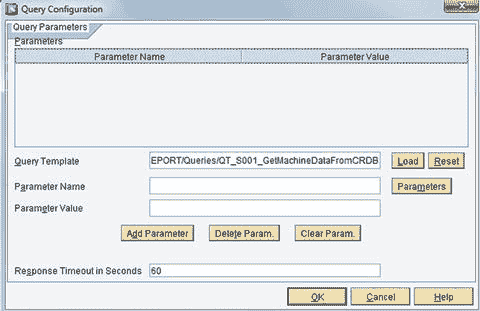 Query Configuration
Query Parameters
Parameters
Parameter Name Parameter Value
Query Template EPORT/Queries/QT_S001_GetMachineDataFromCRDB Load Reset
Parameter Name Parameters
Parameter Value
Add Parameter Delete Param. Clear Param.
Response Timeout in Seconds 60
OK Cancel Help